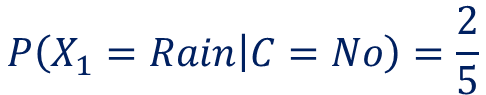 P(X₁ = Rain|C = No) = 2/5